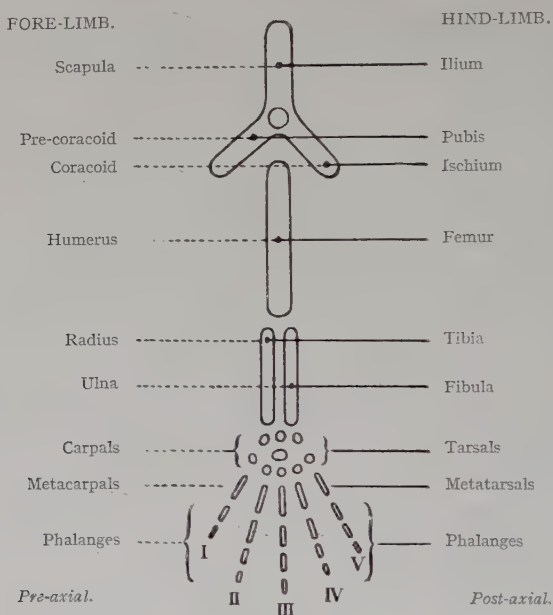 FORE-LIMB. HIND-LIMB.
Scapula Ilium
Pre-coracoid Pubis
Coracoid Ischium
Humerus Femur
Radius Tibia
Ulna Fibula
Carpals Tarsals
Metacarpals Metatarsals
Phalanges Phalanges
I V
II IV
III
Pre-axial. Post-axial.